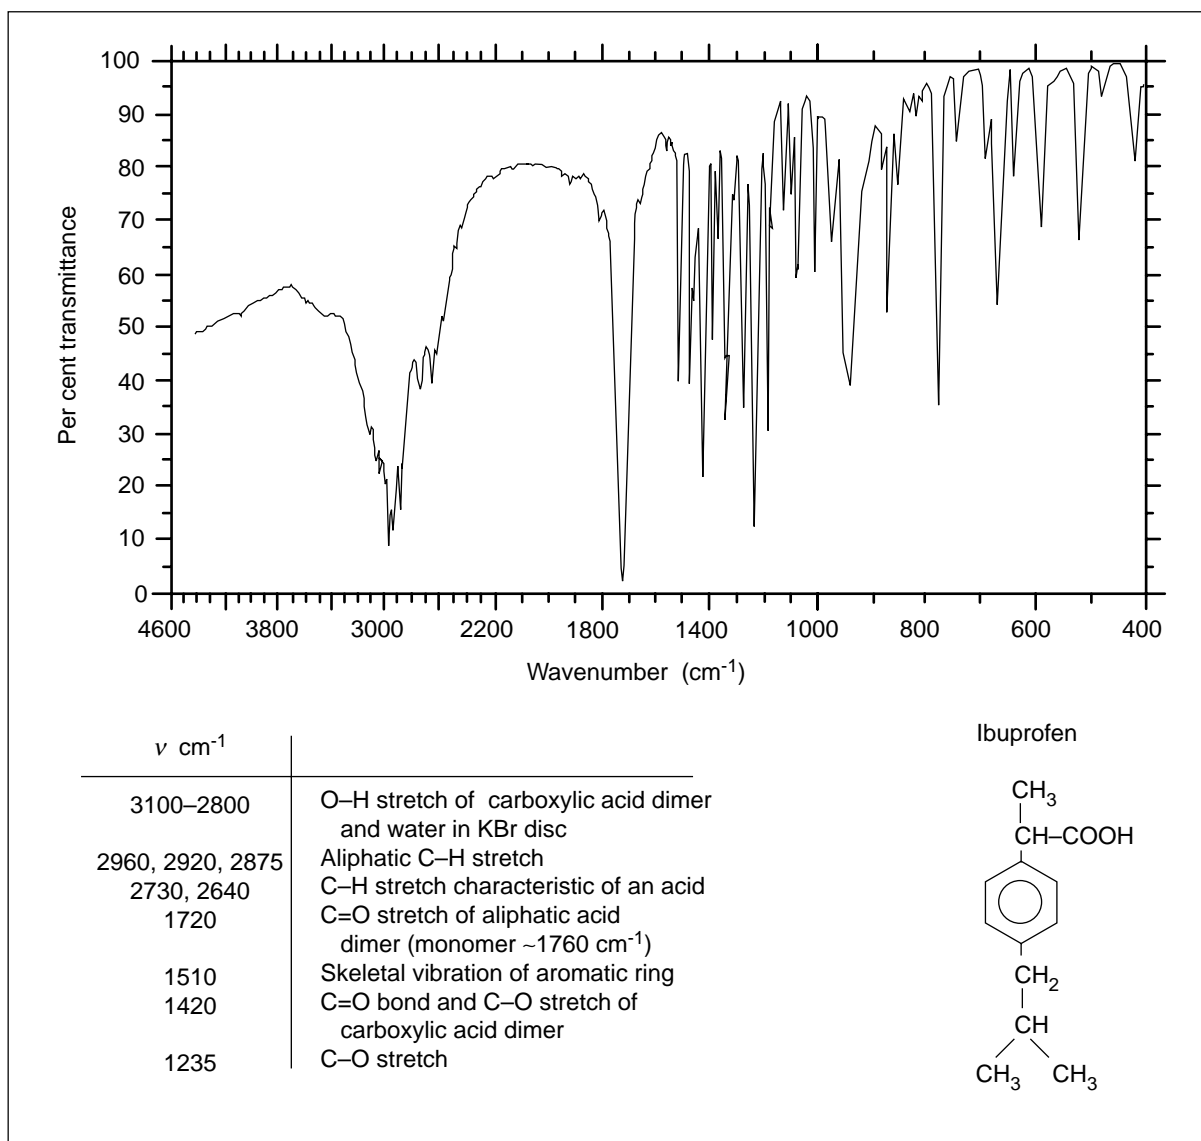 100
90
80
70
60
50
40
30
20
10
0
Per cent transmittance
4600 3800 3000 2200 1800 1400 1000 800 600 400
Wavenumber (cm-1)
ν cm-1
3100–2800 O–H stretch of carboxylic acid dimer
and water in KBr disc
2960, 2920, 2875 Aliphatic C–H stretch
2730, 2640 C–H stretch characteristic of an acid
1720 C=O stretch of aliphatic acid
dimer (monomer ~1760 cm-1)
1510 Skeletal vibration of aromatic ring
1420 C=O bond and C–O stretch of
carboxylic acid dimer
1235 C–O stretch
Ibuprofen
CH3
CH–COOH
CH2
CH
CH3 CH3